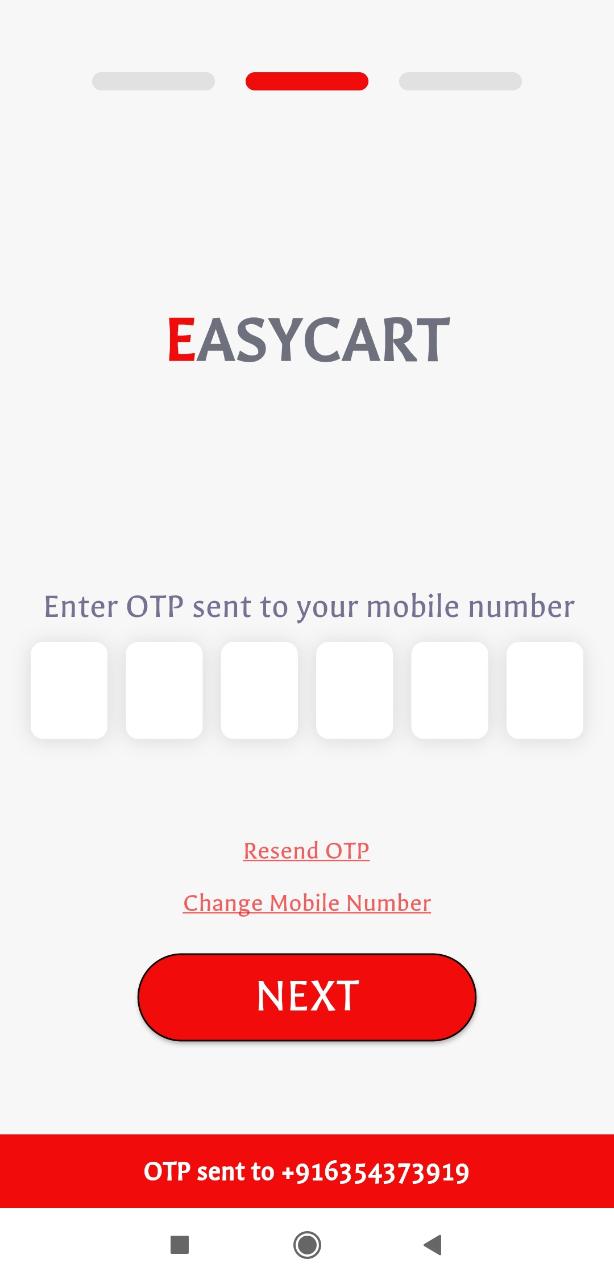 EASYCART
Enter OTP sent to your mobile number
Resend OTP
Change Mobile Number
NEXT
OTP sent to +916354373919